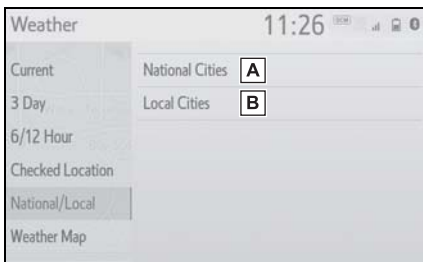 Weather
11:26
DCM
Current
3 Day
6/12 Hour
Checked Location
National/Local
Weather Map
National Cities A
Local Cities B